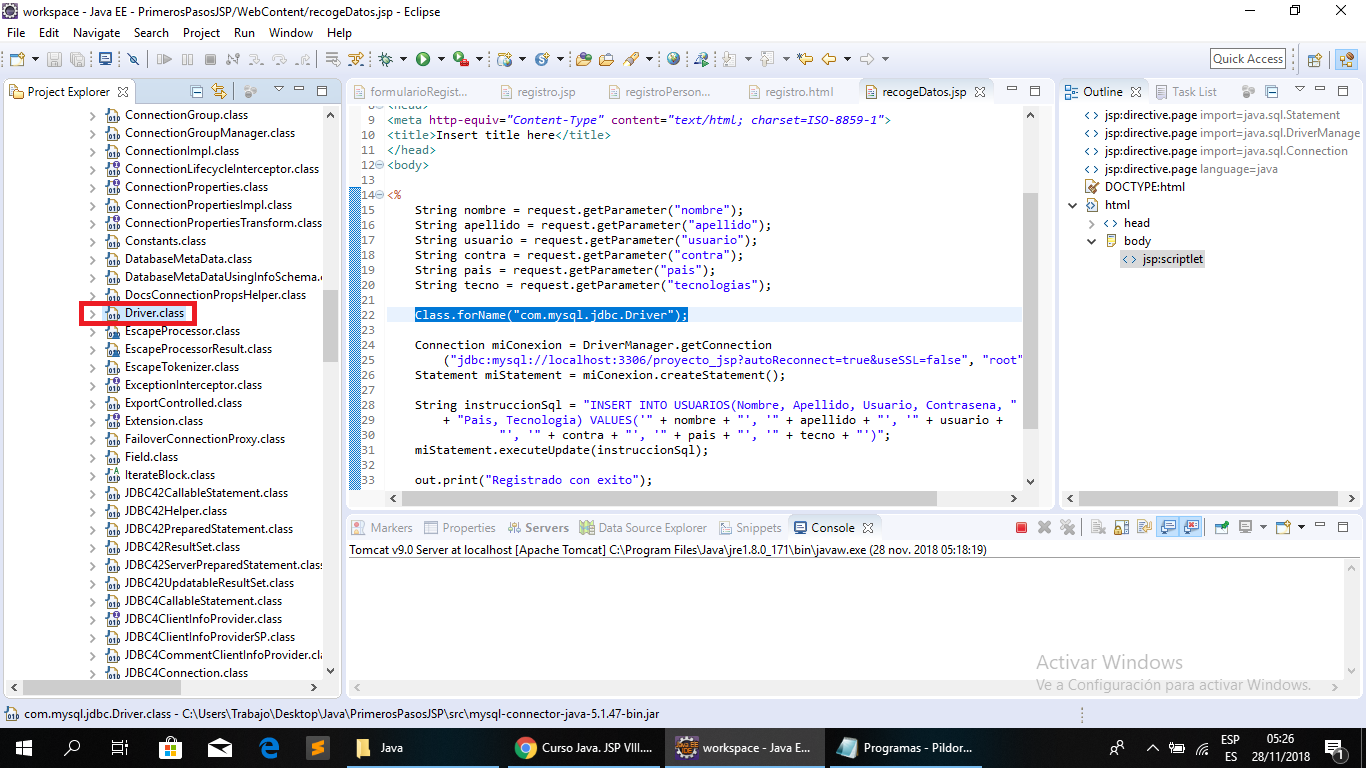 workspace - Java EE - PrimerosPasosJSP/WebContent/recogeDatos.jsp - Eclipse
File Edit Navigate Search Project Run Window Help
Quick Access
Project Explorer
ConnectionGroup.class
ConnectionGroupManager.class
ConnectionImpl.class
ConnectionLifecycleInterceptor.class
ConnectionProperties.class
ConnectionPropertiesImpl.class
ConnectionPropertiesTransform.class
Constants.class
DatabaseMetaData.class
DatabaseMetaDataUsingInfoSchema.
DocsConnectionPropsHelper.class
Driver.class
EscapeProcessor.class
EscapeProcessorResult.class
EscapeTokenizer.class
ExceptionInterceptor.class
ExportControlled.class
Extension.class
FailoverConnectionProxy.class
Field.class
IterateBlock.class
JDBC42CallableStatement.class
JDBC42Helper.class
JDBC42PreparedStatement.class
JDBC42ResultSet.class
JDBC42ServerPreparedStatement.class
JDBC42UpdatableResultSet.class
JDBC4CallableStatement.class
JDBC4ClientInfoProvider.class
JDBC4ClientInfoProviderSP.class
JDBC4CommentClientInfoProvider.cl
JDBC4Connection.class
formularioRegist... registro.jsp registroPerson... registro.html recogeDatos.jsp
8 <head>
9 <meta http-equiv="Content-Type" content="text/html; charset=ISO-8859-1">
10 <title>Insert title here</title>
11 </head>
12 <body>
13
14 <%
15 String nombre = request.getParameter("nombre");
16 String apellido = request.getParameter("apellido");
17 String usuario = request.getParameter("usuario");
18 String contra = request.getParameter("contra");
19 String pais = request.getParameter("pais");
20 String tecno = request.getParameter("tecnologias");
21
22 Class.forName("com.mysql.jdbc.Driver");
23
24 Connection miConexion = DriverManager.getConnection
25 ("jdbc:mysql://localhost:3306/proyecto_jsp?autoReconnect=true&useSSL=false", "root"
26 Statement miStatement = miConexion.createStatement();
27
28 String instruccionSql = "INSERT INTO USUARIOS(Nombre, Apellido, Usuario, Contrasena, "
29 + "Pais, Tecnologia) VALUES('" + nombre + "', '" + apellido + "', '" + usuario +
30 "', '" + contra + "', '" + pais + "', '" + tecno + "')";
31 miStatement.executeUpdate(instruccionSql);
32
33 out.print("Registrado con exito");
Outline Task List
jsp:directive.page import=java.sql.Statement
jsp:directive.page import=java.sql.DriverManage
jsp:directive.page import=java.sql.Connection
jsp:directive.page language=java
DOCTYPE:html
html
head
body
jsp:scriptlet
Markers Properties Servers Data Source Explorer Snippets Console
Tomcat v9.0 Server at localhost [Apache Tomcat] C:\Program Files\Java\jre1.8.0_171\bin\javaw.exe (28 nov. 2018 05:18:19)
Activar Windows
Ve a Configuración para activar Windows.
com.mysql.jdbc.Driver.class - C:\Users\Trabajo\Desktop\Java\PrimerosPasosJSP\src\mysql-connector-java-5.1.47-bin.jar
Java
Curso Java. JSP VIII....
workspace - Java E...
Programas - Pildor...
ESP
ES
05:26
28/11/2018
1